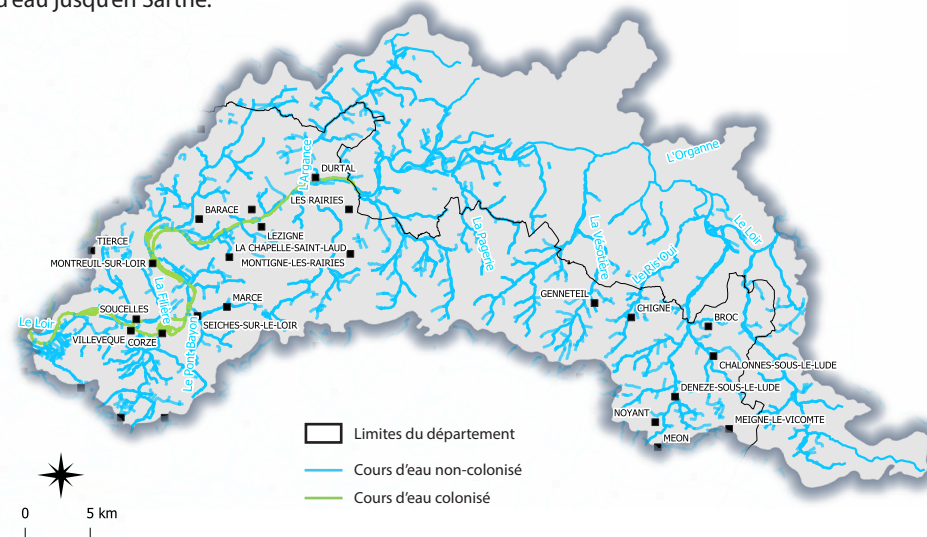 d'eau jusqu'en Sarthe.
L'Argance
DURTAL
L'Organne
LES RAIRIES
BARACE
LEZIGNE
La Pagerie
La Vésotière
Le Loir
TIERCE
LA CHAPELLE-SAINT-LAUD
MONTREUIL-SUR-LOIR
MONTIGNE-LES-RAIRIES
Le Ris Oui
La Filière
MARCE
GENNETEIL
CHIGNE
SOUCELLES
Le Loir
SEICHES-SUR-LE-LOIR
BROC
VILLEVEQUE
CORZE
Le Pont Bayon
CHALONNES-SOUS-LE-LUDE
DENEZE-SOUS-LE-LUDE
NOYANT
MEIGNE-LE-VICOMTE
MEON
Limites du département
Cours d'eau non-colonisé
Cours d'eau colonisé
0 5 km